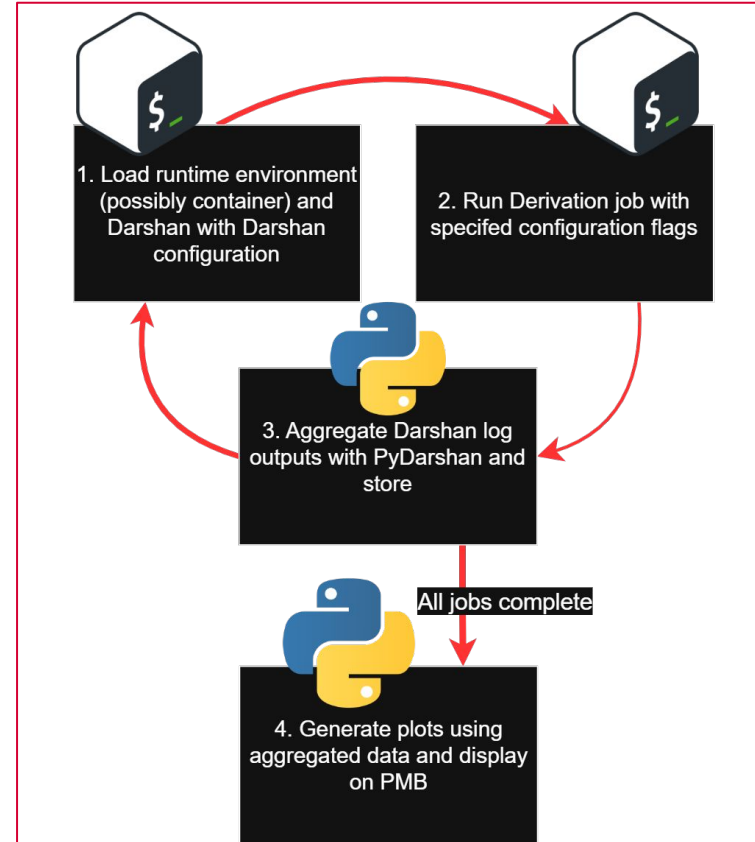 $_
$_
1. Load runtime environment
(possibly container) and
Darshan with Darshan
configuration
2. Run Derivation job with
specifed configuration flags
3. Aggregate Darshan log
outputs with PyDarshan and
store
All jobs complete
4. Generate plots using
aggregated data and display
on PMB